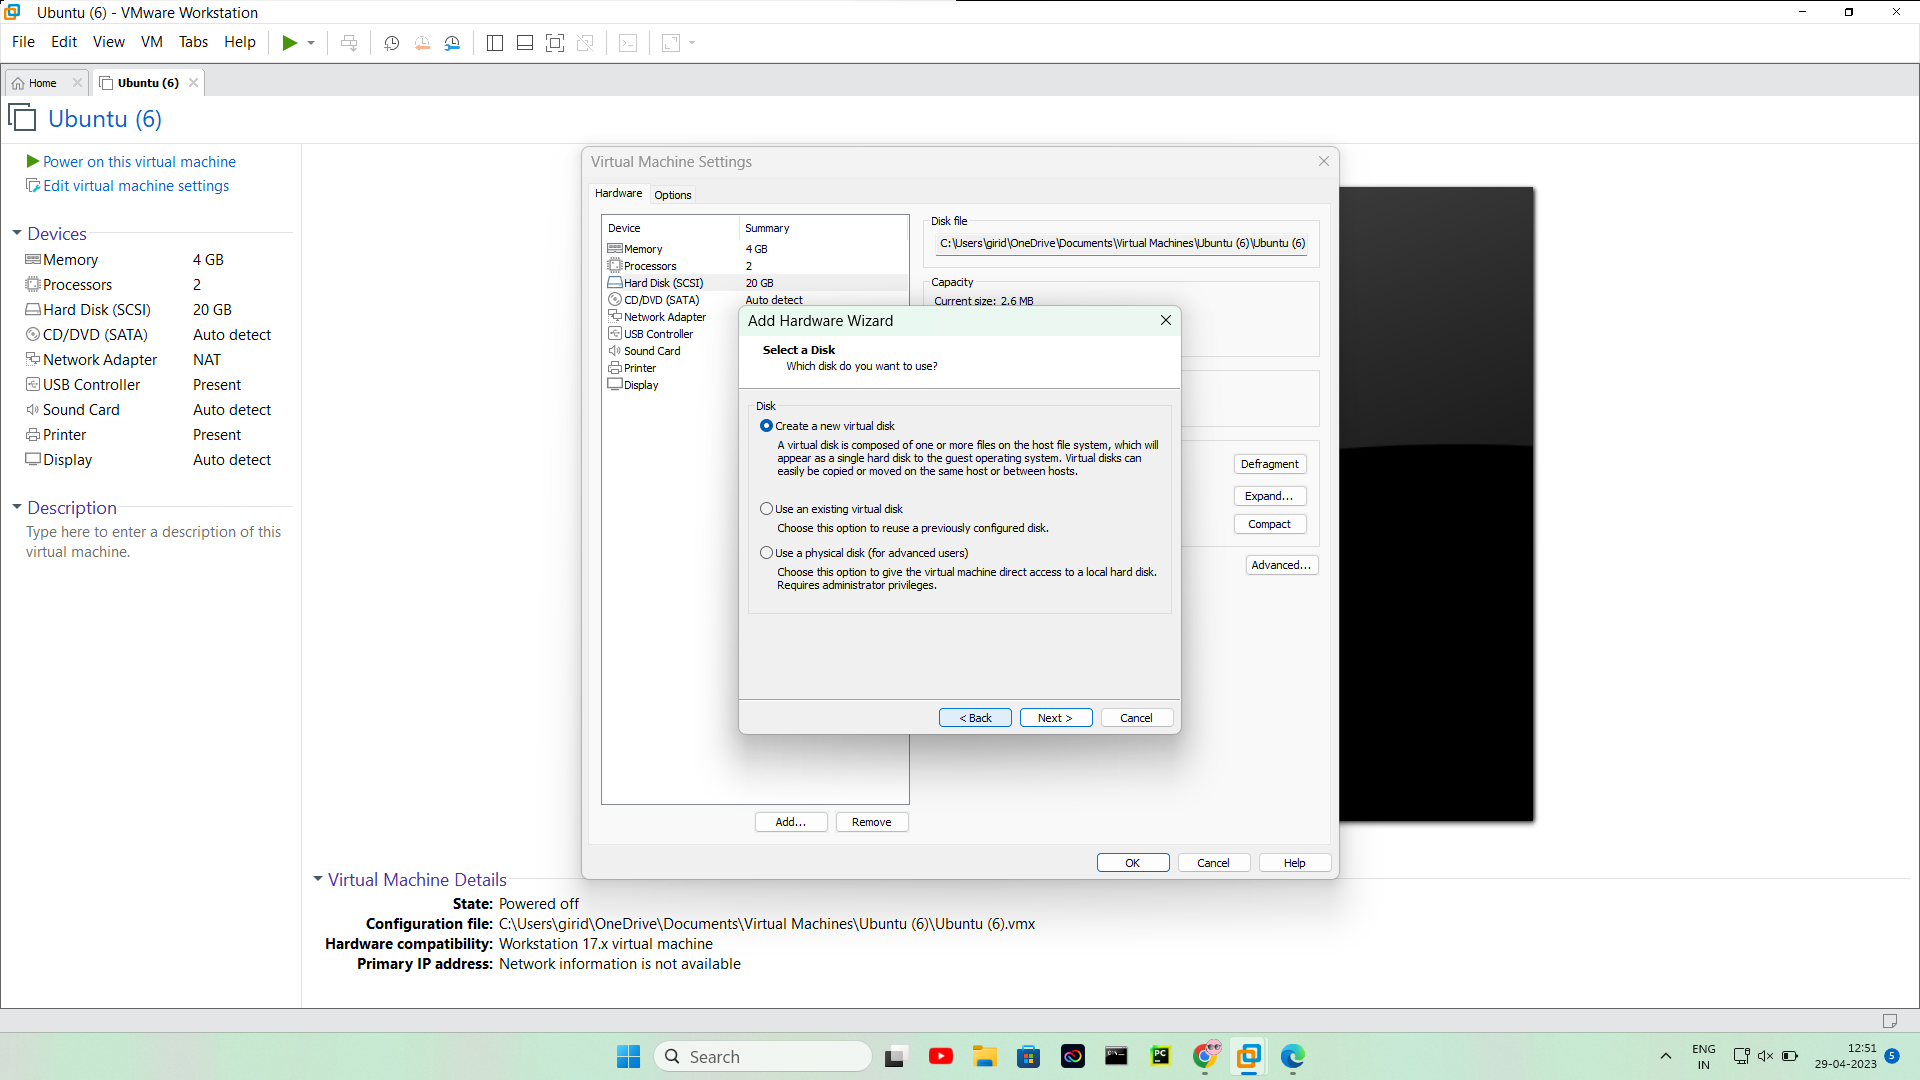 Ubuntu (6) - VMware Workstation
File Edit View VM Tabs Help
Home
Ubuntu (6)
Ubuntu (6)
Power on this virtual machine
Edit virtual machine settings
Devices
Memory 4 GB
Processors 2
Hard Disk (SCSI) 20 GB
CD/DVD (SATA) Auto detect
Network Adapter NAT
USB Controller Present
Sound Card Auto detect
Printer Present
Display Auto detect
Description
Type here to enter a description of this
virtual machine.
Virtual Machine Settings
Hardware Options
Device Summary
Memory 4 GB
Processors 2
Hard Disk (SCSI) 20 GB
CD/DVD (SATA) Auto detect
Network Adapter
USB Controller
Sound Card
Printer
Display
Add...
Remove
Disk file
C:\Users\girid\OneDrive\Documents\Virtual Machines\Ubuntu (6)\Ubuntu (6)
Capacity
Current size: 2.6 MB
Defragment
Expand...
Compact
Advanced...
OK
Cancel
Help
Add Hardware Wizard
Select a Disk
Which disk do you want to use?
Disk
Create a new virtual disk
A virtual disk is composed of one or more files on the host file system, which will
appear as a single hard disk to the guest operating system. Virtual disks can
easily be copied or moved on the same host or between hosts.
Use an existing virtual disk
Choose this option to reuse a previously configured disk.
Use a physical disk (for advanced users)
Choose this option to give the virtual machine direct access to a local hard disk.
Requires administrator privileges.
< Back
Next >
Cancel
Virtual Machine Details
State: Powered off
Configuration file: C:\Users\girid\OneDrive\Documents\Virtual Machines\Ubuntu (6)\Ubuntu (6).vmx
Hardware compatibility: Workstation 17.x virtual machine
Primary IP address: Network information is not available
Search
PC
ENG
IN
12:51
29-04-2023
5